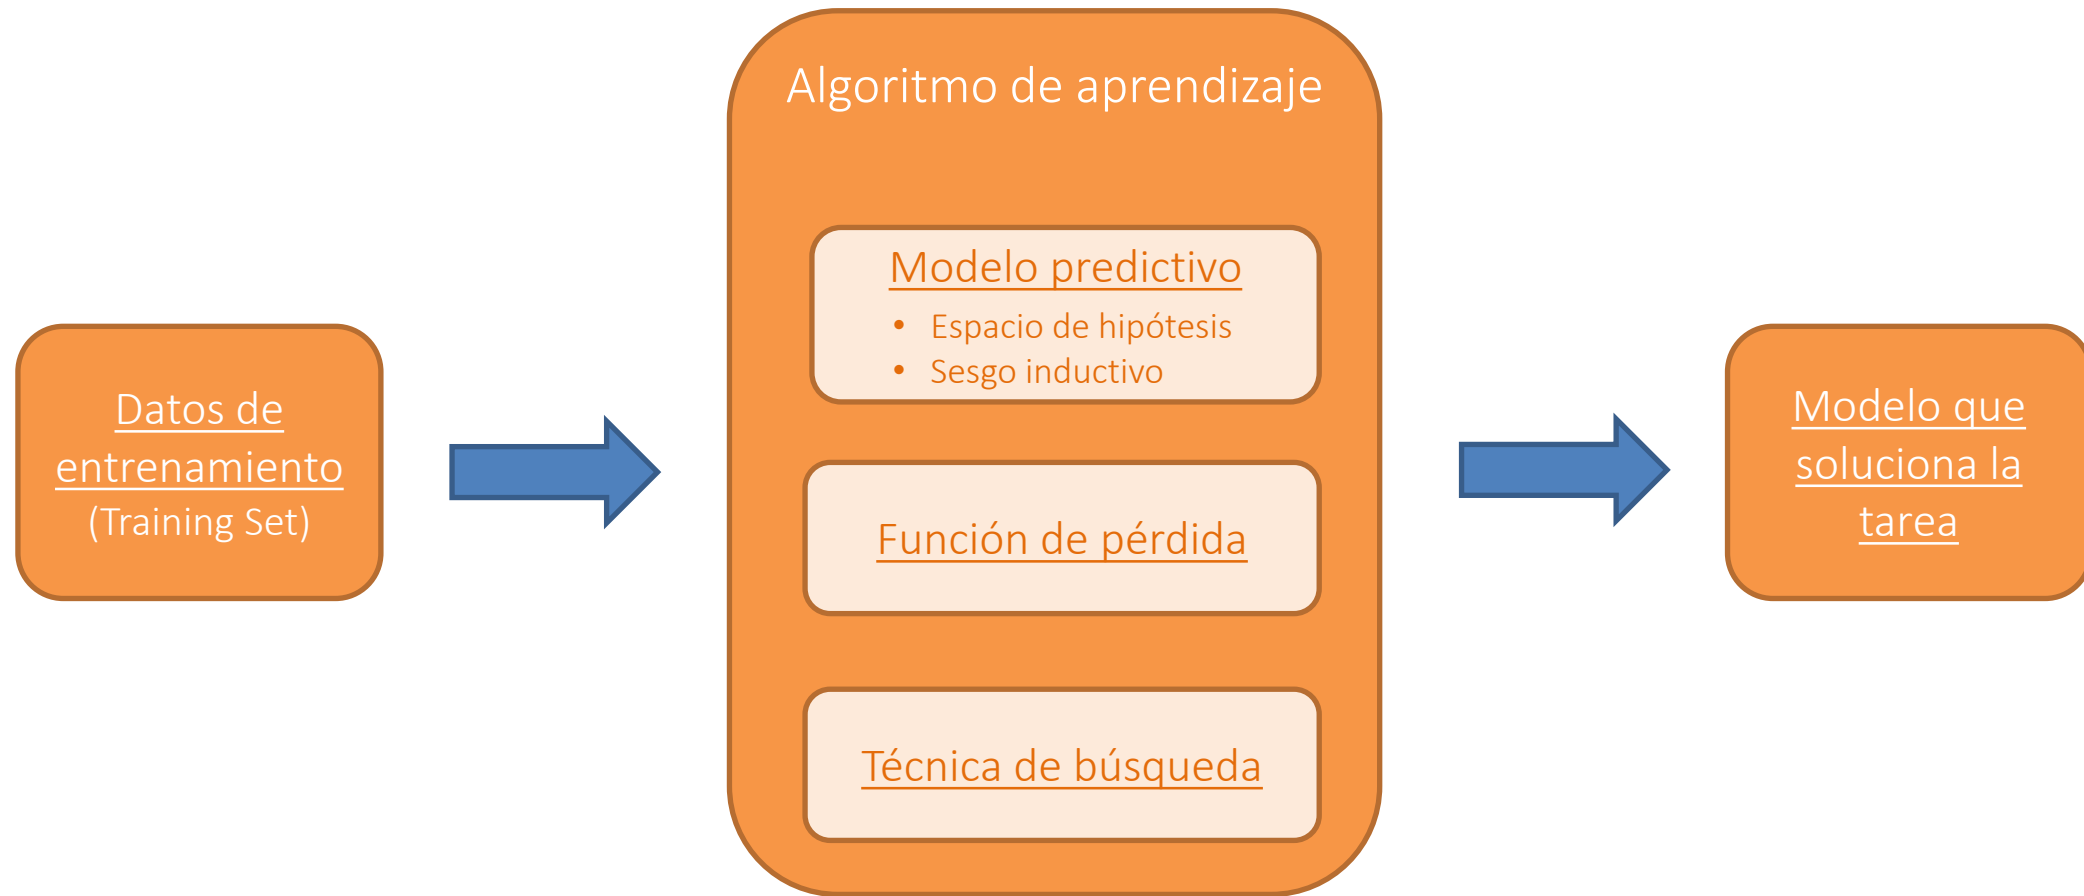 Algoritmo de aprendizaje
Datos de
entrenamiento
(Training Set)
Modelo predictivo
• Espacio de hipótesis
• Sesgo inductivo
Función de pérdida
Técnica de búsqueda
Modelo que
soluciona la
tarea